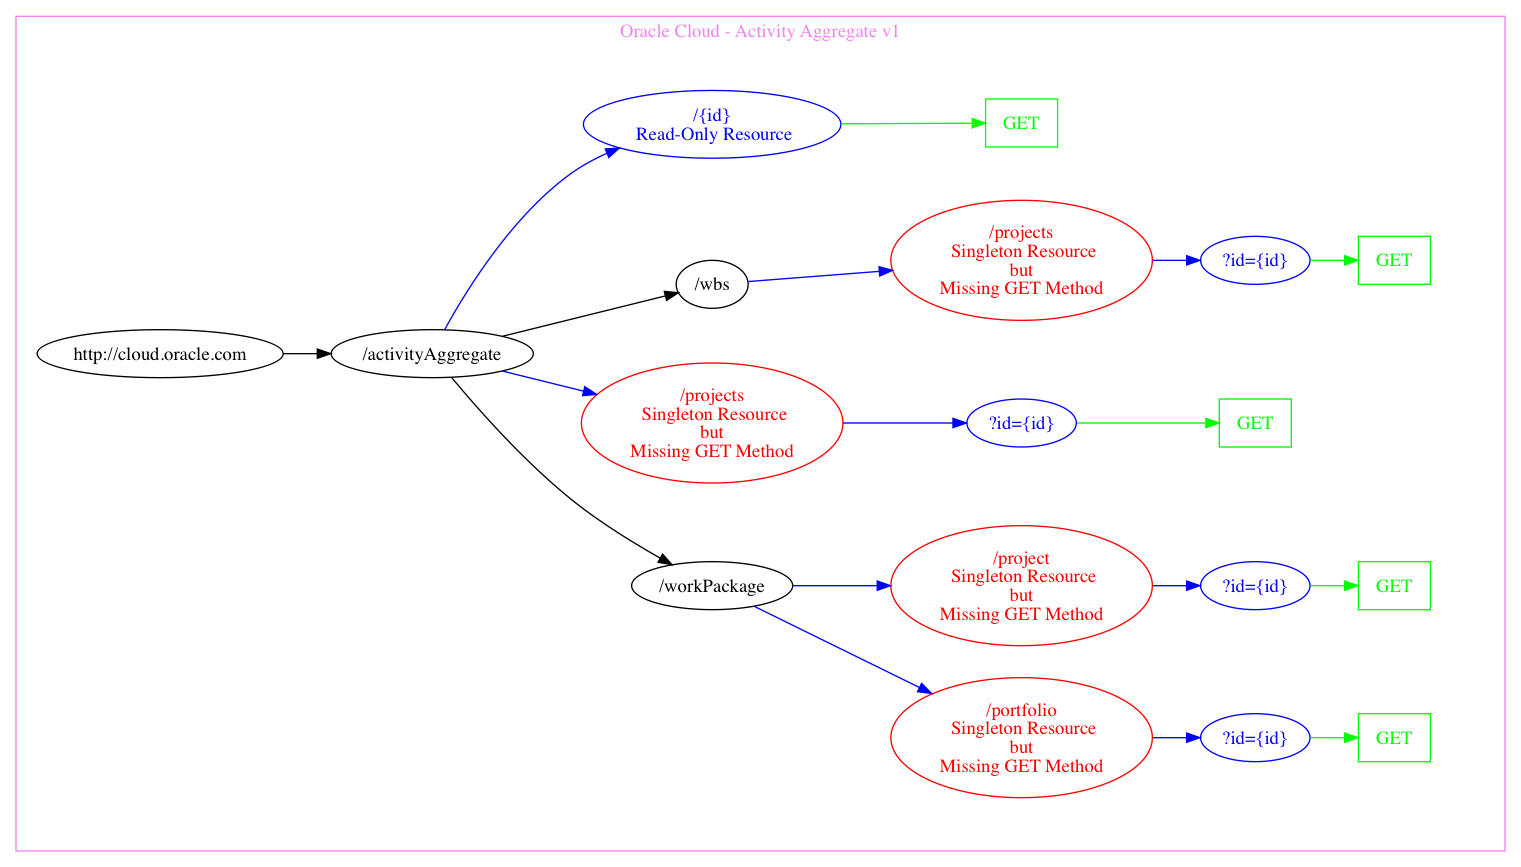 Oracle Cloud - Activity Aggregate v1
/{id}
Read-Only Resource
GET
/projects
Singleton Resource
but
Missing GET Method
?id={id}
GET
/wbs
http://cloud.oracle.com
/activityAggregate
/projects
Singleton Resource
but
Missing GET Method
?id={id}
GET
/workPackage
/project
Singleton Resource
but
Missing GET Method
?id={id}
GET
/portfolio
Singleton Resource
but
Missing GET Method
?id={id}
GET